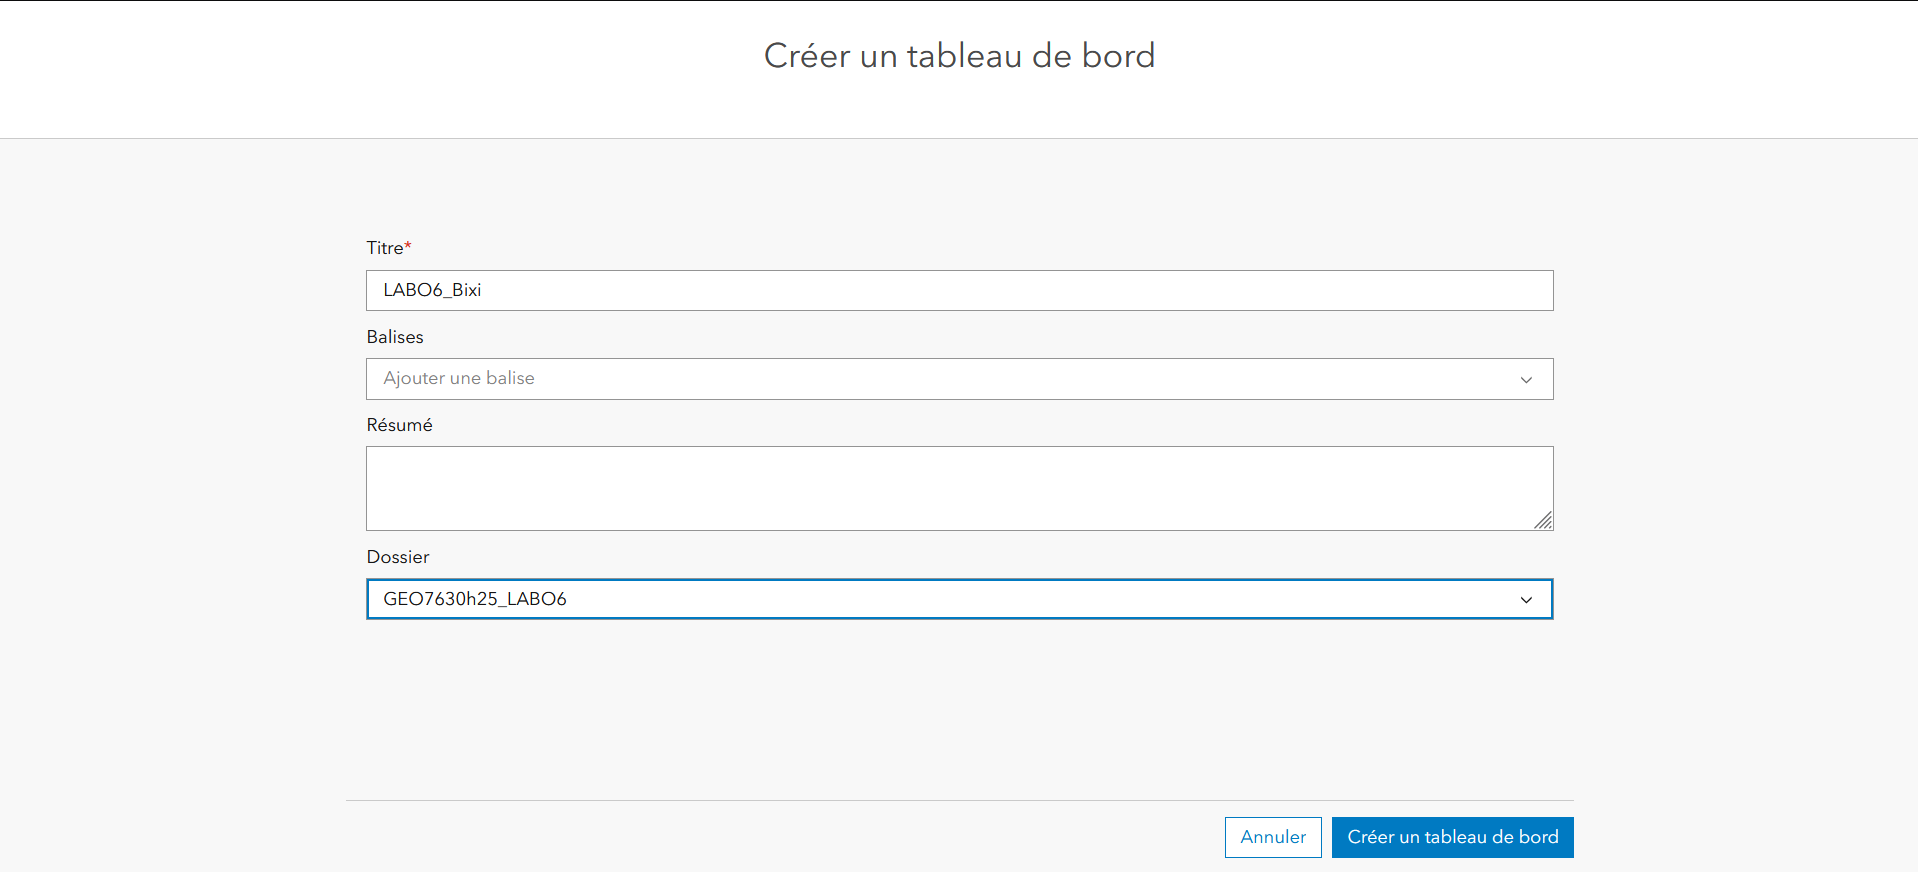 Créer un tableau de bord
Titre*
LABO6_Bixi
Balises
Ajouter une balise
Résumé
Dossier
GEO7630h25_LABO6
Annuler
Créer un tableau de bord